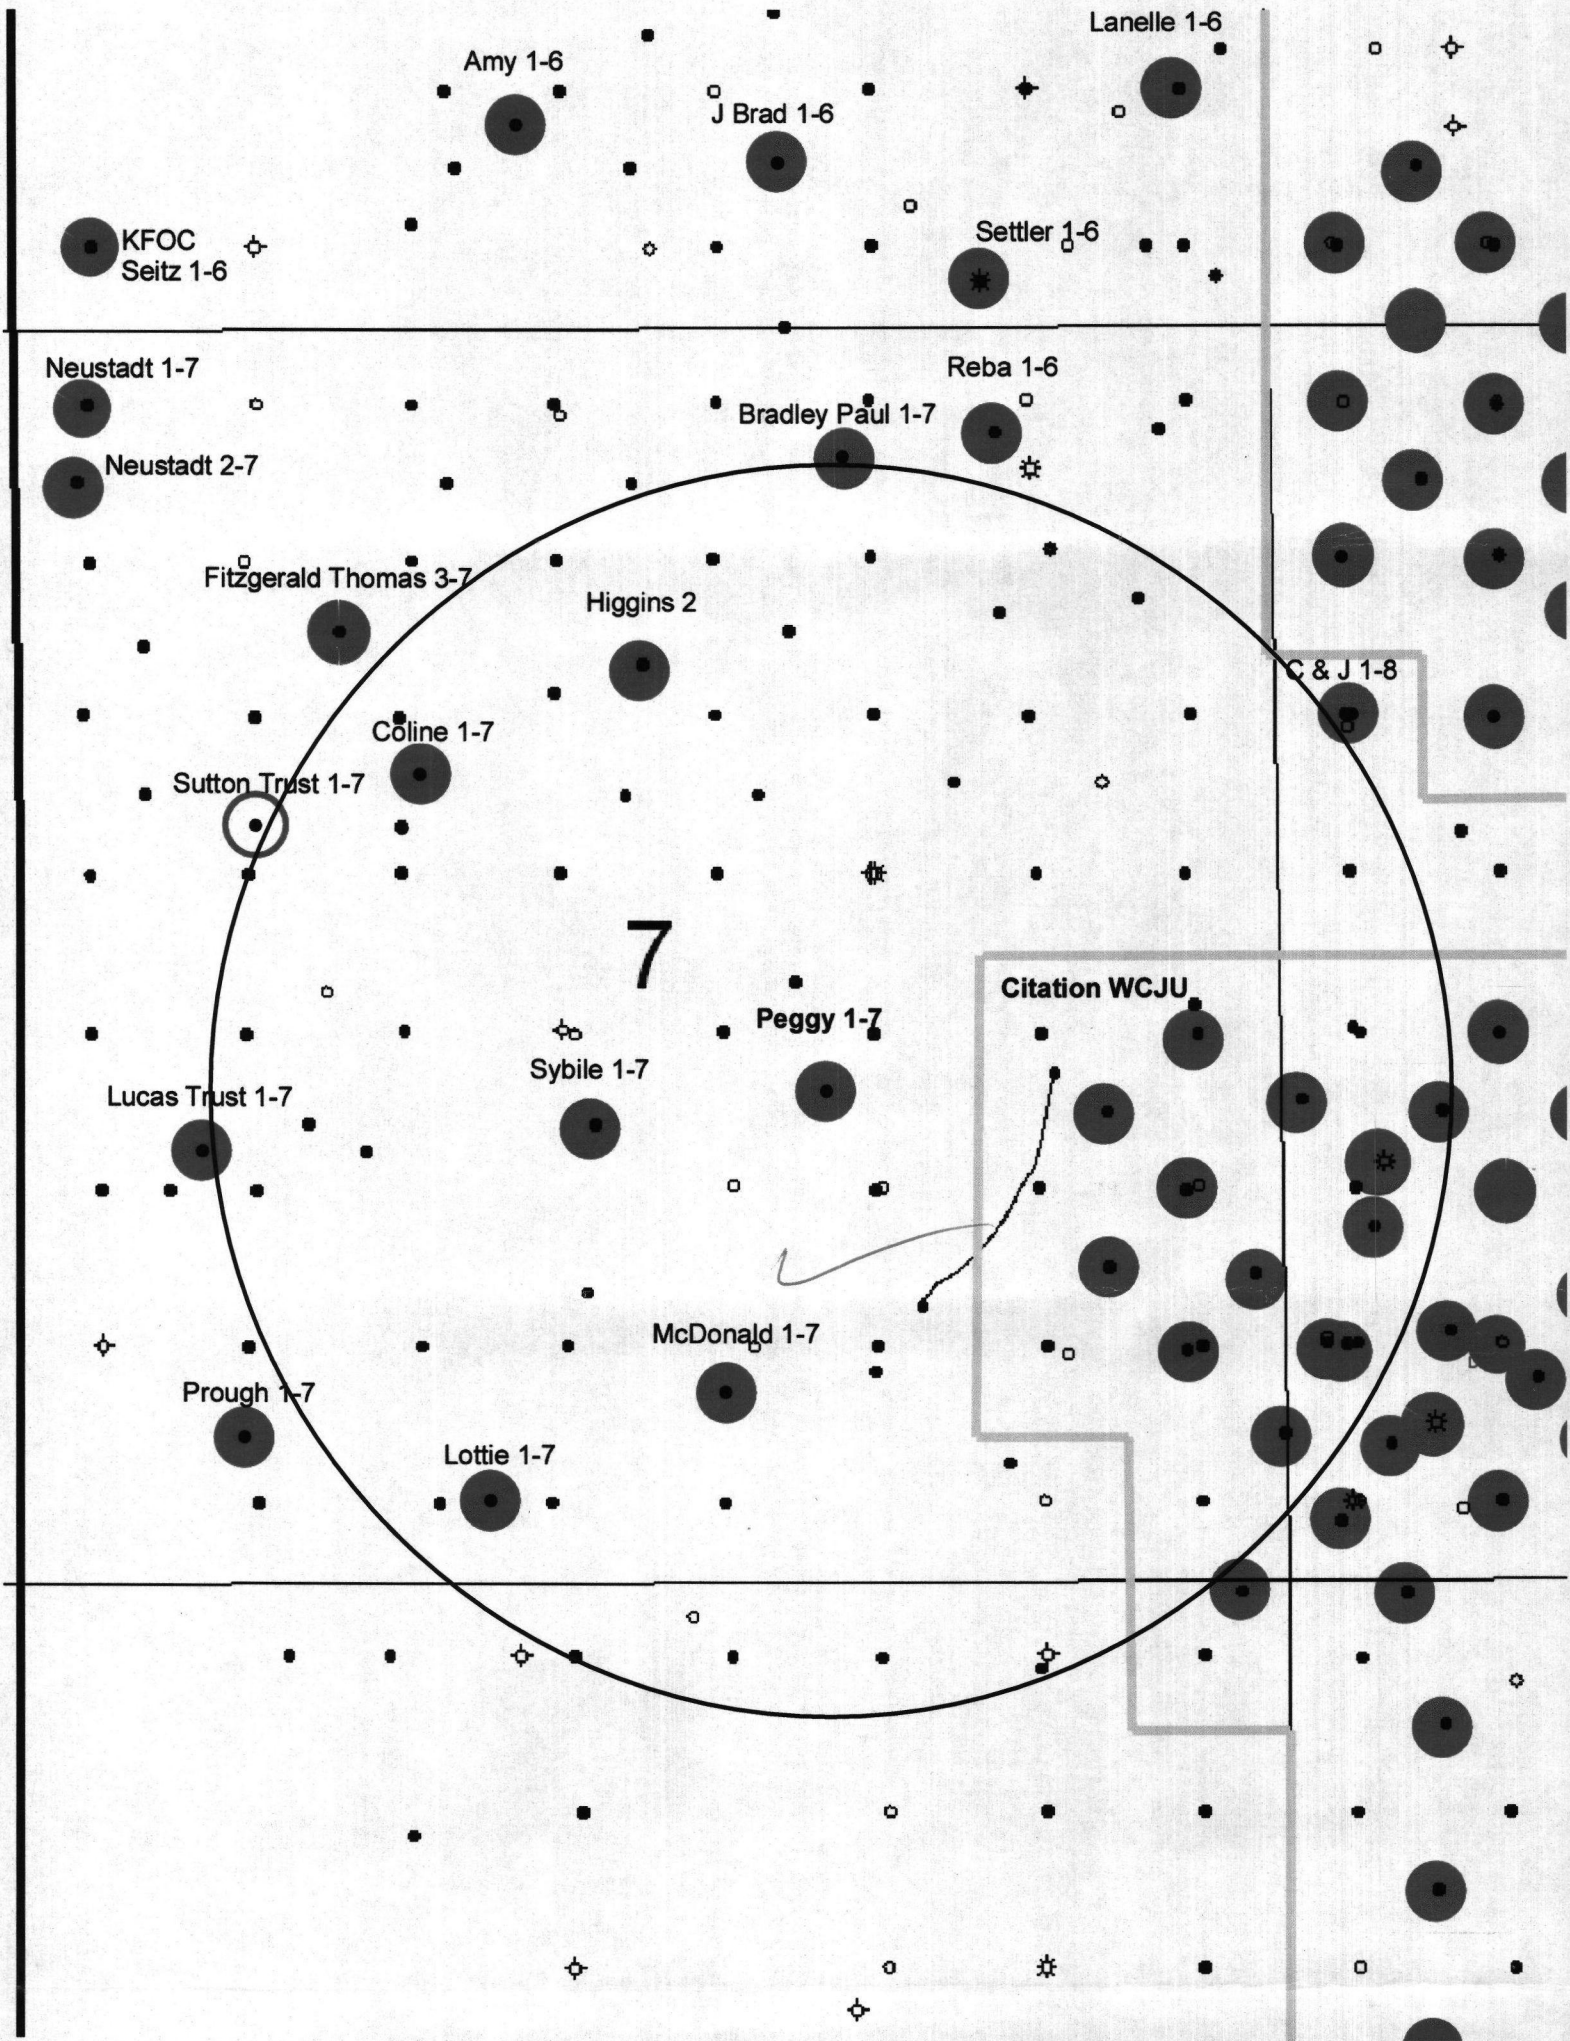 Lanelle 1-6
Amy 1-6
J Brad 1-6
KFOC
Seitz 1-6
Settler 1-6
Neustadt 1-7
Reba 1-6
Bradley Paul 1-7
Neustadt 2-7
Fitzgerald Thomas 3-7
Higgins 2
C & J 1-8
Coline 1-7
Sutton Trust 1-7
7
Citation WCJU
Peggy 1-7
Sybile 1-7
Lucas Trust 1-7
McDonald 1-7
Prough 1-7
Lottie 1-7